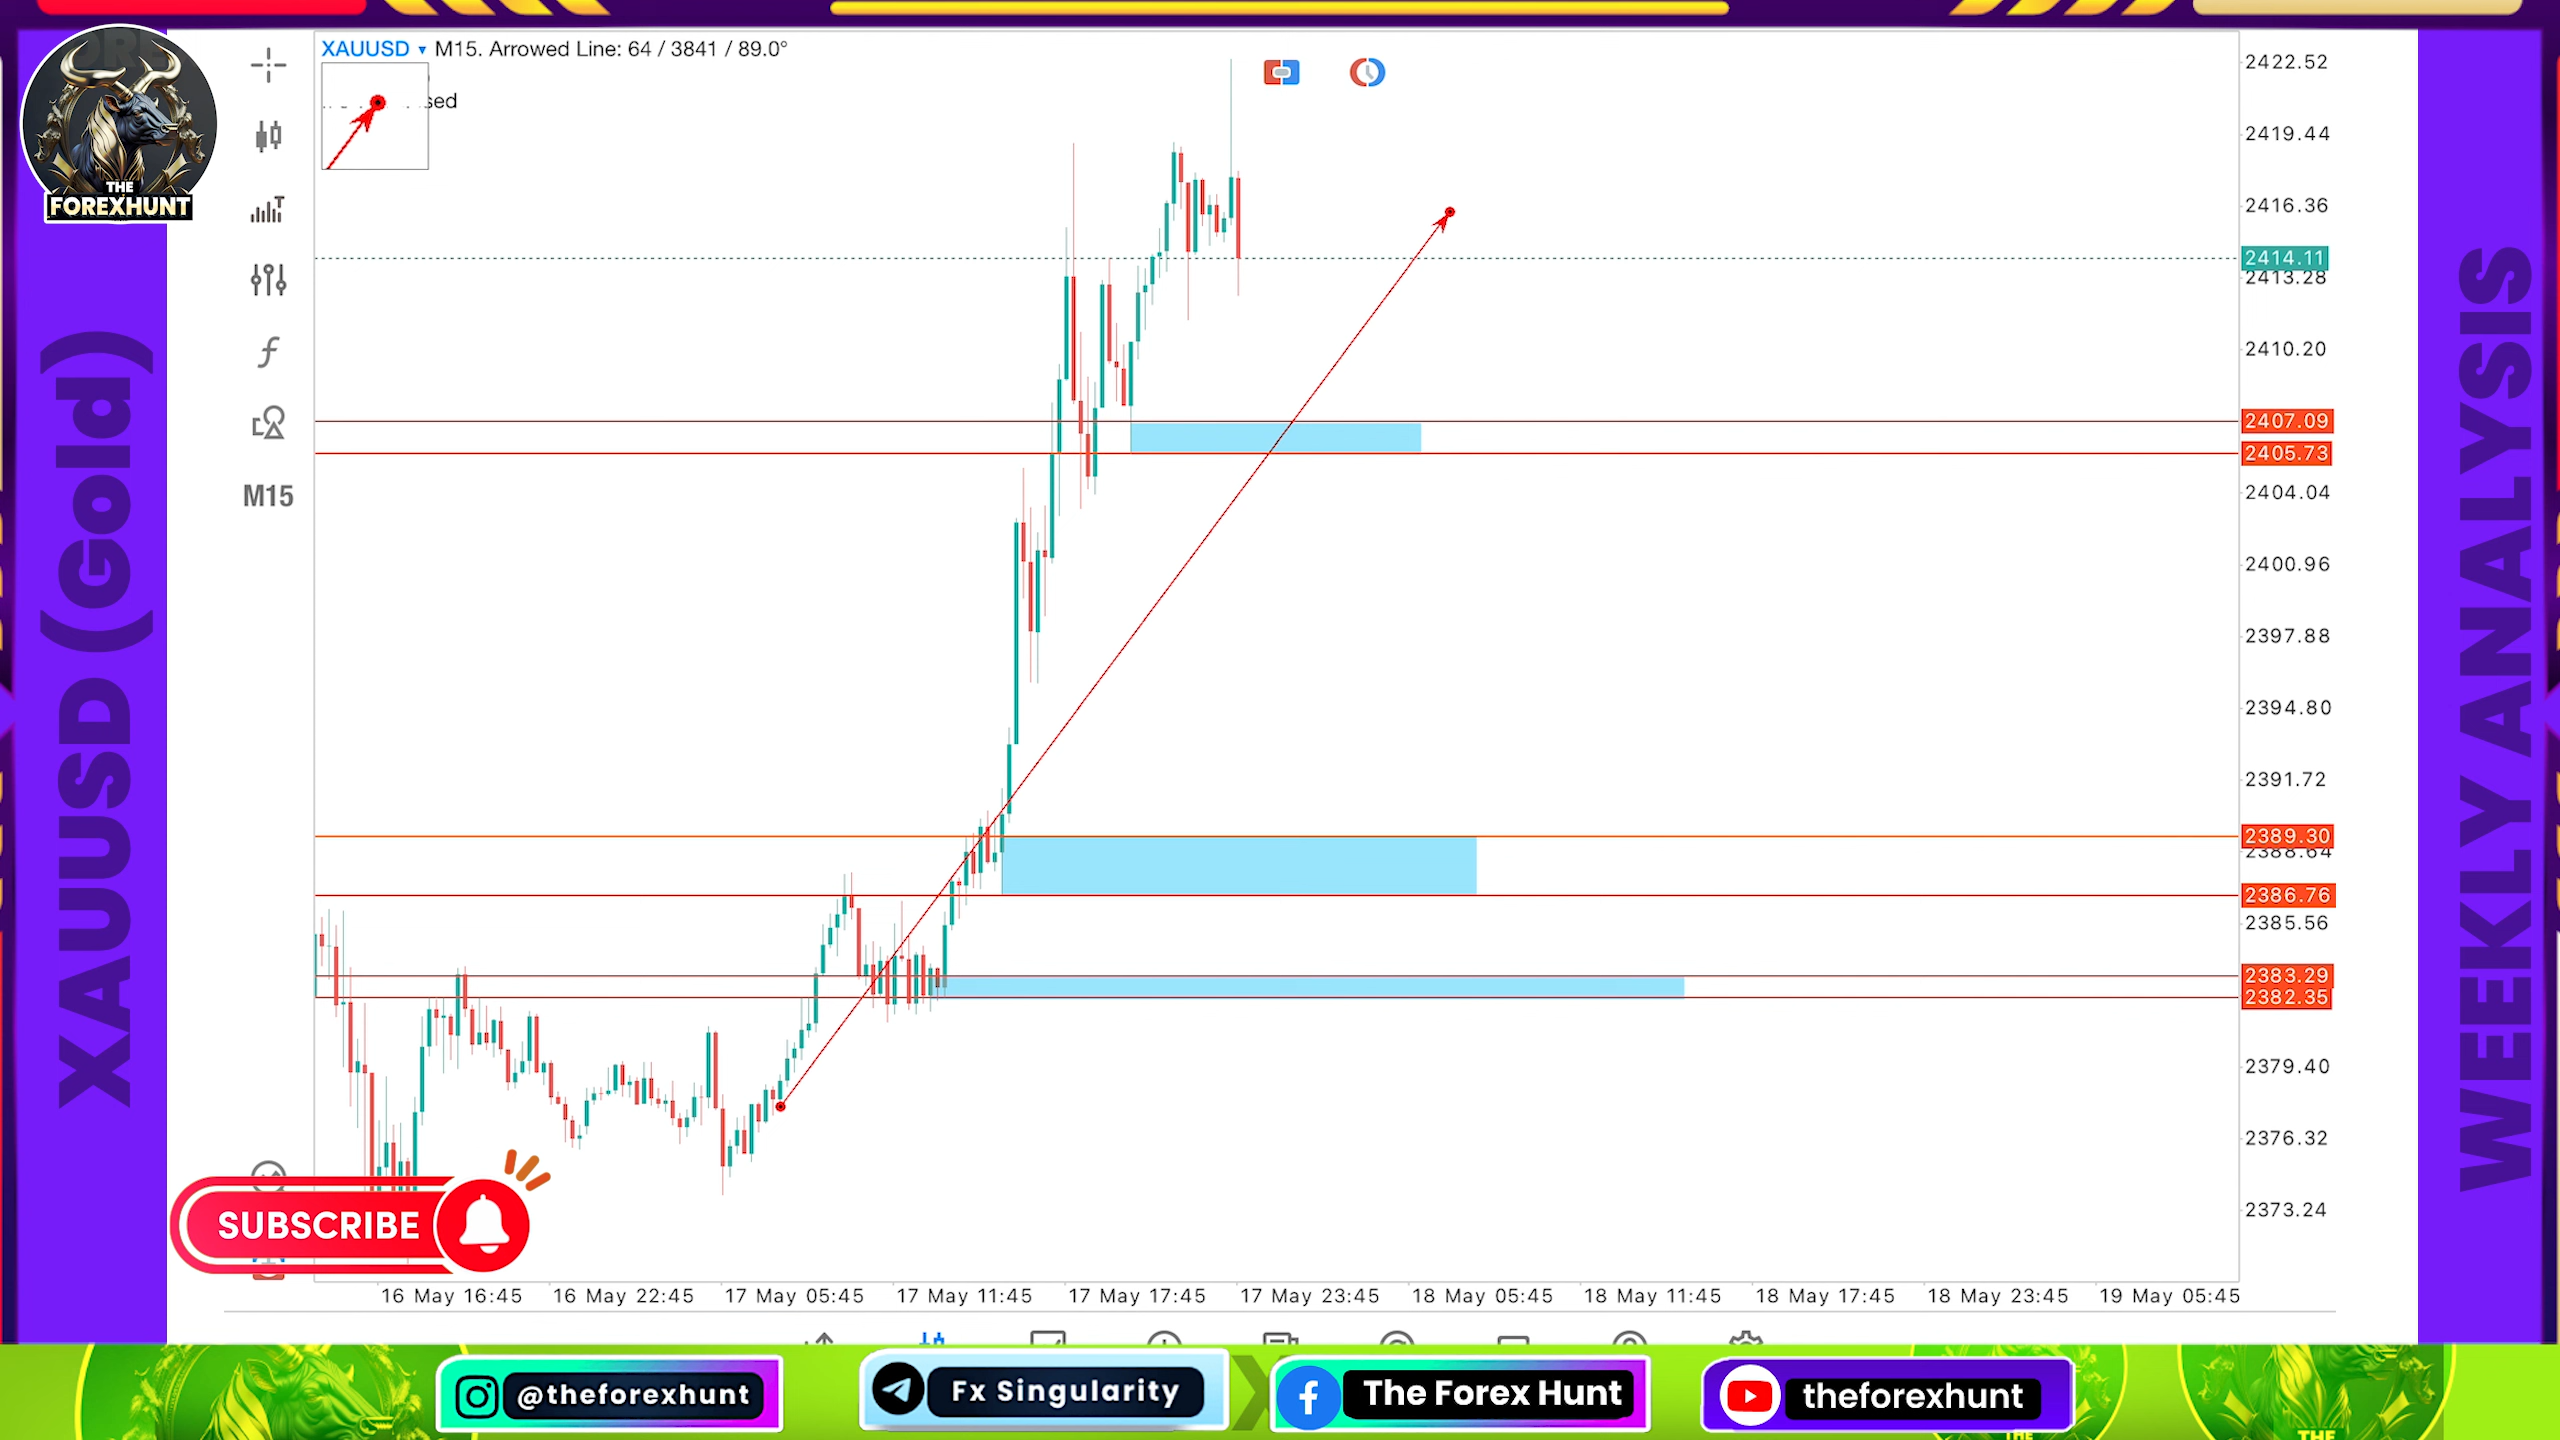 XAUUSD M15. Arrowed Line: 64 / 3841 / 89.0°
sed
THE
FOREXHUNT
M15
XAUUSD (Gold)
WEEKLY ANALYSIS
2422.52
2419.44
2416.36
2414.11
2413.28
2410.20
2407.09
2405.73
2404.04
2400.96
2397.88
2394.80
2391.72
2389.30
2388.64
2386.76
2385.56
2383.29
2382.35
2379.40
2376.32
2373.24
SUBSCRIBE
16 May 16:45
16 May 22:45
17 May 05:45
17 May 11:45
17 May 17:45
17 May 23:45
18 May 05:45
18 May 11:45
18 May 17:45
18 May 23:45
19 May 05:45
@theforexhunt
Fx Singularity
The Forex Hunt
theforexhunt
THE
THE